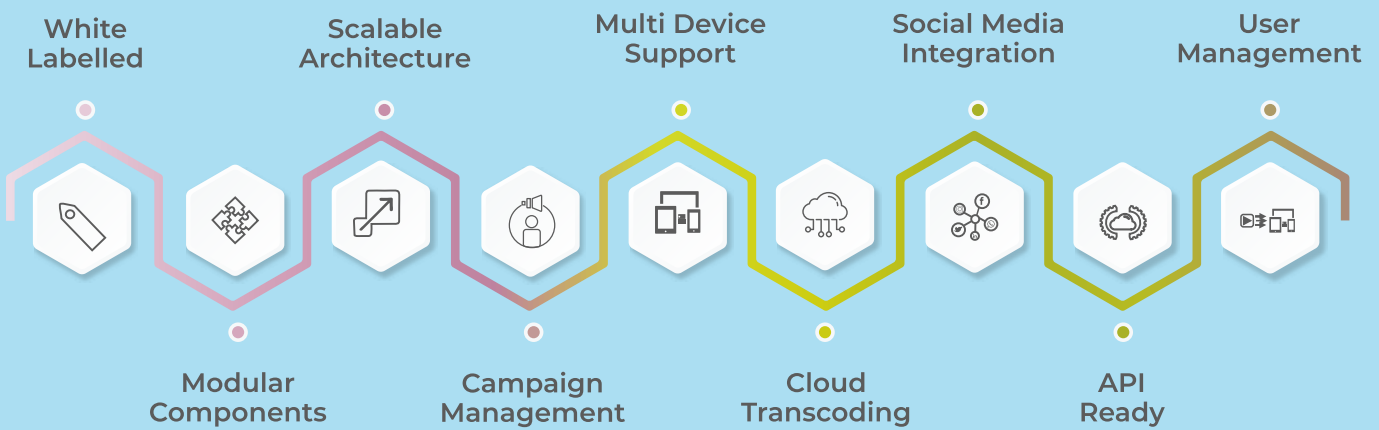 White
Labelled
Scalable
Architecture
Multi Device
Support
Social Media
Integration
User
Management
Modular
Components
Campaign
Management
Cloud
Transcoding
API
Ready